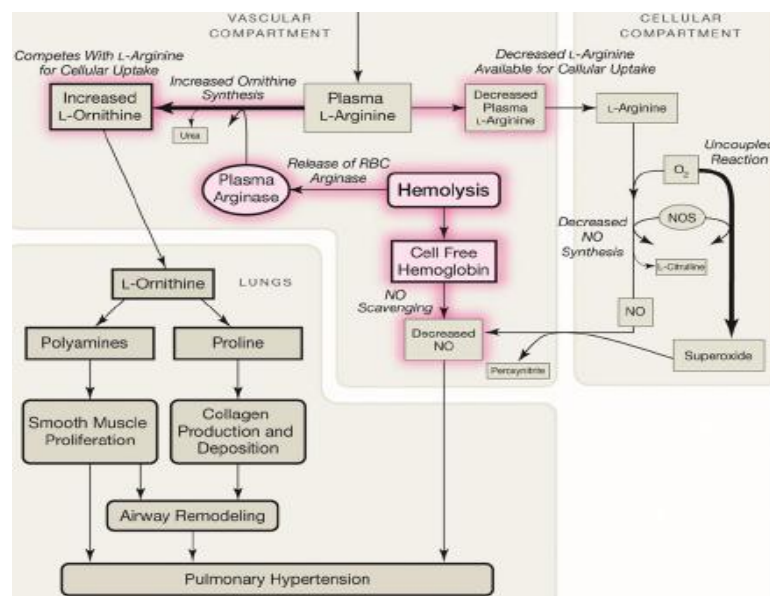 VASCULAR
COMPARTMENT
CELLULAR
COMPARTMENT
Competes With L-Arginine
for Cellular Uptake
Increased Ornithine
Synthesis
Decreased L-Arginine
Available for Cellular Uptake
Increased
L-Ornithine
Urea
Plasma
L-Arginine
Decreased
Plasma
L-Arginine
L-Arginine
Uncoupled
Reaction
O2
Release of RBC
Arginase
Plasma
Arginase
Hemolysis
NOS
Decreased
NO
Synthesis
L-Citrulline
Cell Free
Hemoglobin
L-Ornithine
LUNGS
NO
Scavenging
NO
Polyamines
Proline
Decreased
NO
Superoxide
Peroxynitrite
Smooth Muscle
Proliferation
Collagen
Production and
Deposition
Airway Remodeling
Pulmonary Hypertension